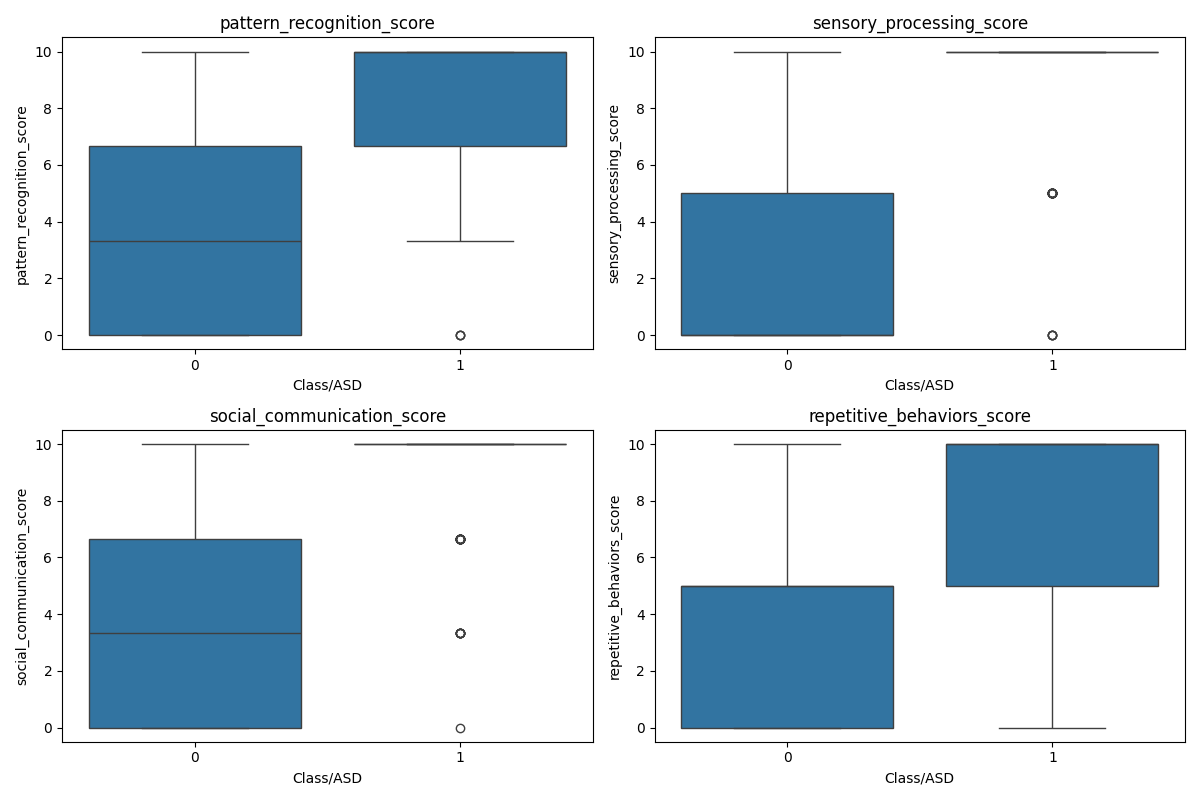 pattern_recognition_score
pattern_recognition_score
10
8
6
4
2
0
0
1
Class/ASD
sensory_processing_score
sensory_processing_score
10
8
6
4
2
0
0
1
Class/ASD
social_communication_score
social_communication_score
10
8
6
4
2
0
0
1
Class/ASD
repetitive_behaviors_score
repetitive_behaviors_score
10
8
6
4
2
0
0
1
Class/ASD